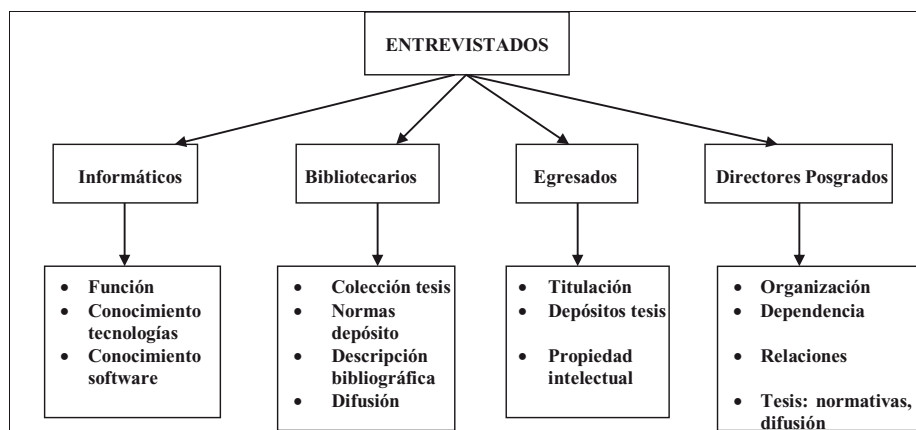 ENTREVISTADOS
Informáticos
Bibliotecarios
Egresados
Directores Posgrados
• Función
• Conocimiento
tecnologías
• Conocimiento
software
• Colección tesis
• Normas
depósito
• Descripción
bibliográfica
• Difusión
• Titulación
• Depósitos tesis
• Propiedad
intelectual
• Organización
• Dependencia
• Relaciones
• Tesis: normativas,
difusión